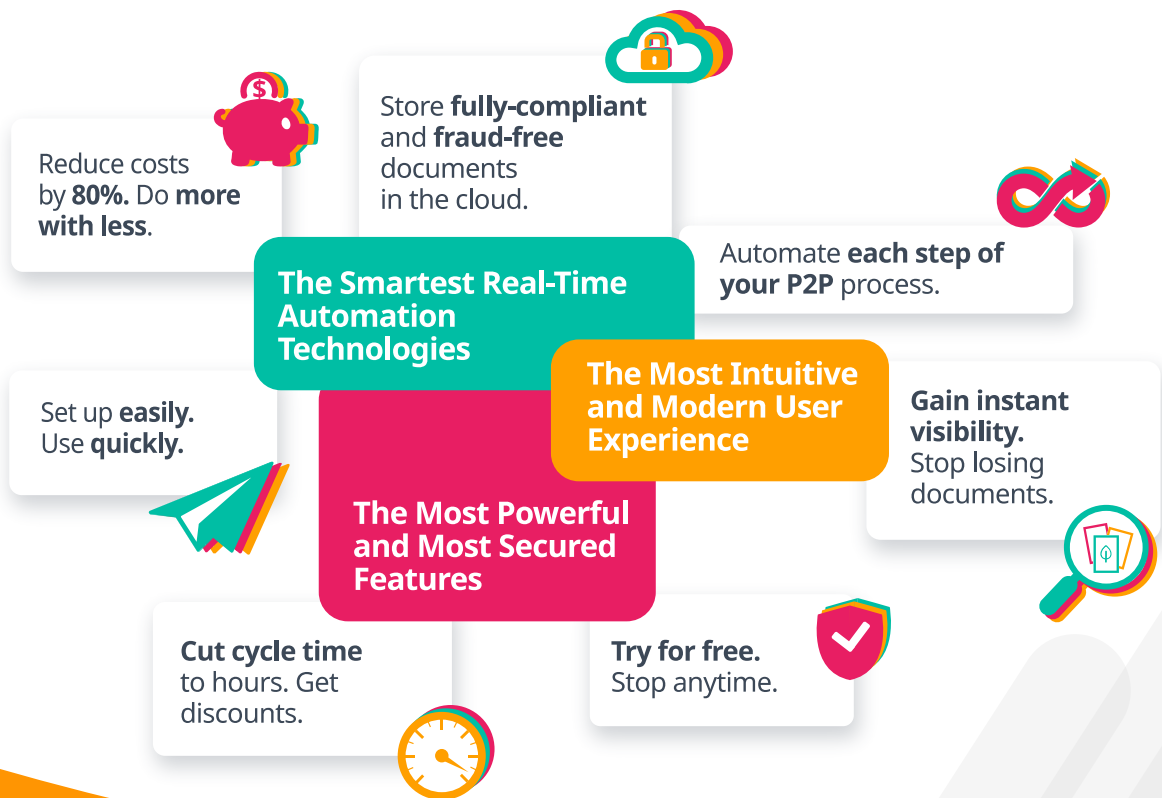 Store fully-compliant
and fraud-free
documents
in the cloud.
$
Reduce costs
by 80%. Do more
with less.
Automate each step of
your P2P process.
The Smartest Real-Time
Automation
Technologies
The Most Intuitive
and Modern User
Experience
Gain instant
visibility.
Stop losing
documents.
Set up easily.
Use quickly.
The Most Powerful
and Most Secured
Features
Cut cycle time
to hours. Get
discounts.
Try for free.
Stop anytime.